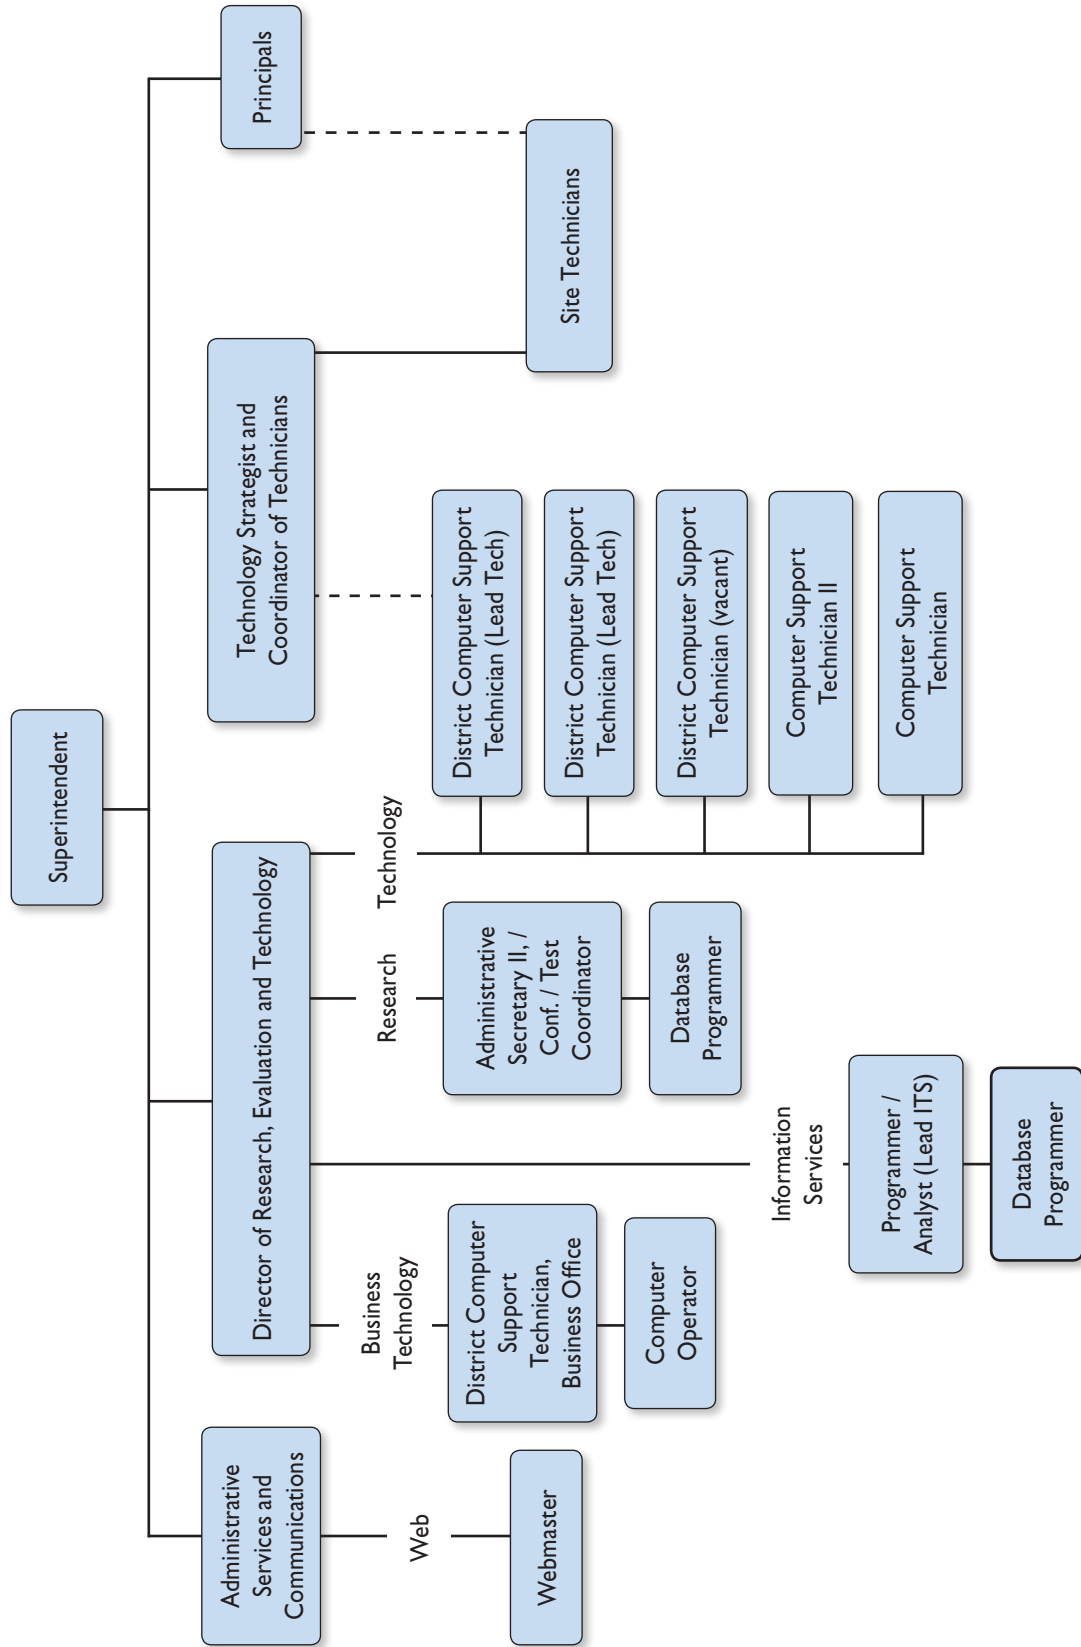 Superintendent
Administrative
Services and
Communications
Director of Research, Evaluation and Technology
Technology Strategist and
Coordinator of Technicians
Principals
Web
Webmaster
Business
Technology
District Computer
Support
Technician,
Business Office
Computer
Operator
Information
Services
Programmer /
Analyst (Lead ITS)
Database
Programmer
Research
Administrative
Secretary II, /
Conf. / Test
Coordinator
Database
Programmer
Technology
District Computer Support
Technician (Lead Tech)
District Computer Support
Technician (Lead Tech)
District Computer Support
Technician (vacant)
Computer Support
Technician II
Computer Support
Technician
Site Technicians